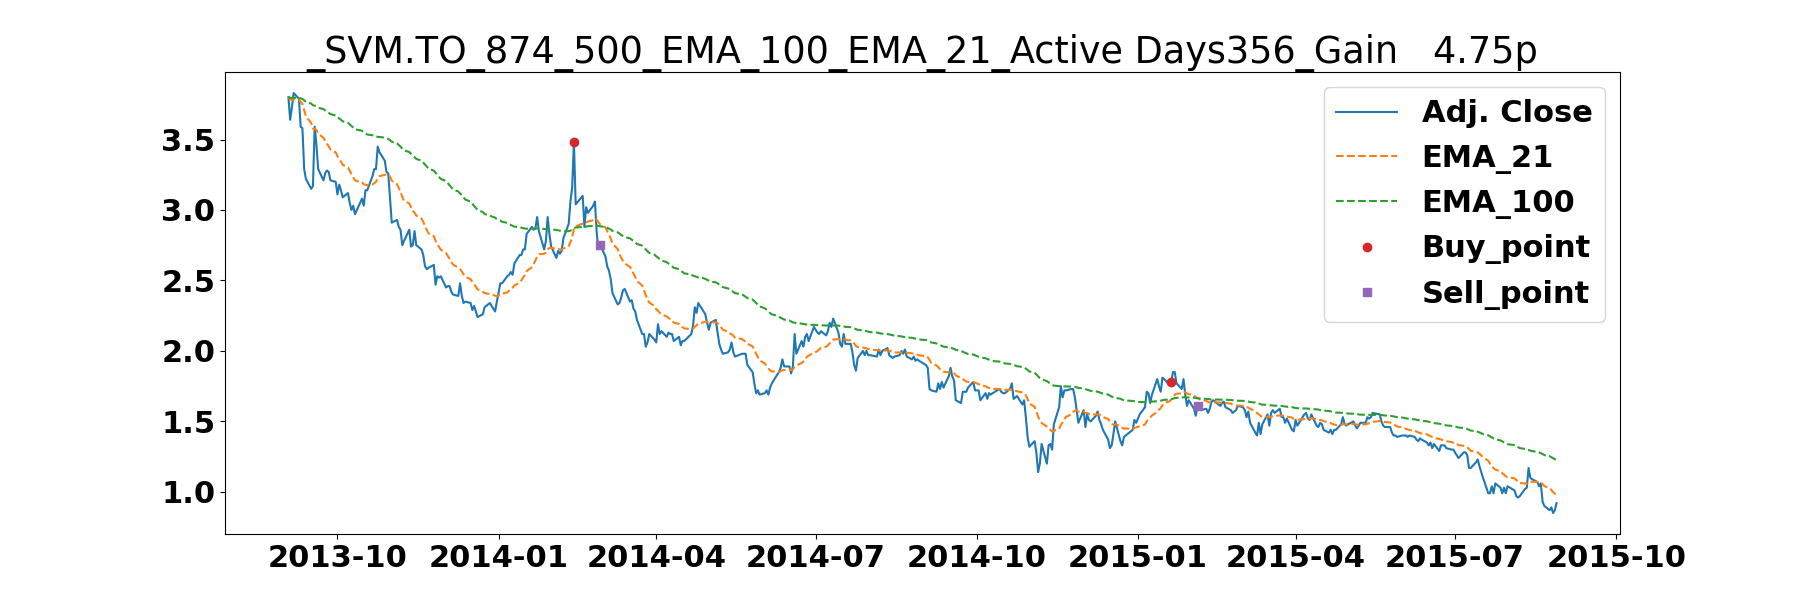 _SVM.TO_874_500_EMA_100_EMA_21_Active Days356_Gain   4.75p
Adj. Close
EMA_21
EMA_100
Buy_point
Sell_point
3.5
3.0
2.5
2.0
1.5
1.0
2013-10 2014-01 2014-04 2014-07 2014-10 2015-01 2015-04 2015-07 2015-10